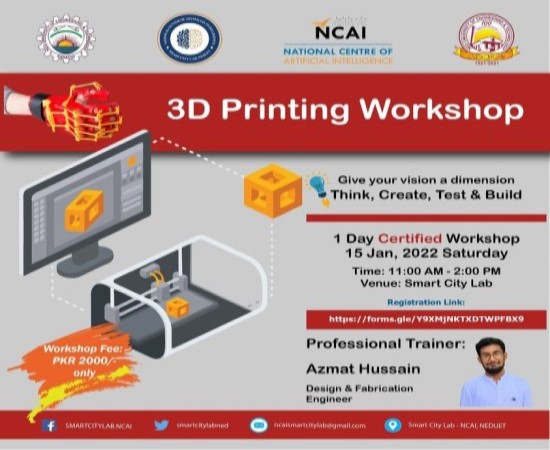 NCAI
NATIONAL CENTRE OF
ARTIFICIAL INTELLIGENCE
1921-2021
3D Printing Workshop
Give your vision a dimension
Think, Create, Test & Build
1 Day Certified Workshop
15 Jan, 2022 Saturday
Time: 11:00 AM - 2:00 PM
Venue: Smart City Lab
Registration Link:
https://forms.gle/Y9XMjNKTXDTWPFBX9
Workshop Fee:
PKR 2000/-
only
Professional Trainer:
Azmat Hussain
Design & Fabrication
Engineer
SMARTCITYLAB.NCAI
smartcitylabned
ncaismartcitylab@gmail.com
Smart City Lab - NCAI, NEDUET